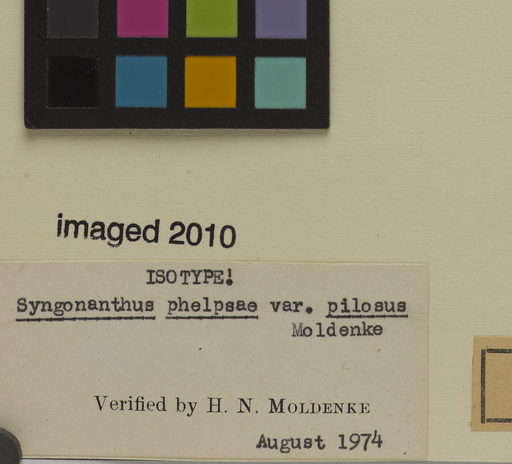 imaged 2010
ISOTYPE!
Syngonanthus phelpsae var. pilosus
Moldenke
Verified by H. N. MOLDENKE
August 1974